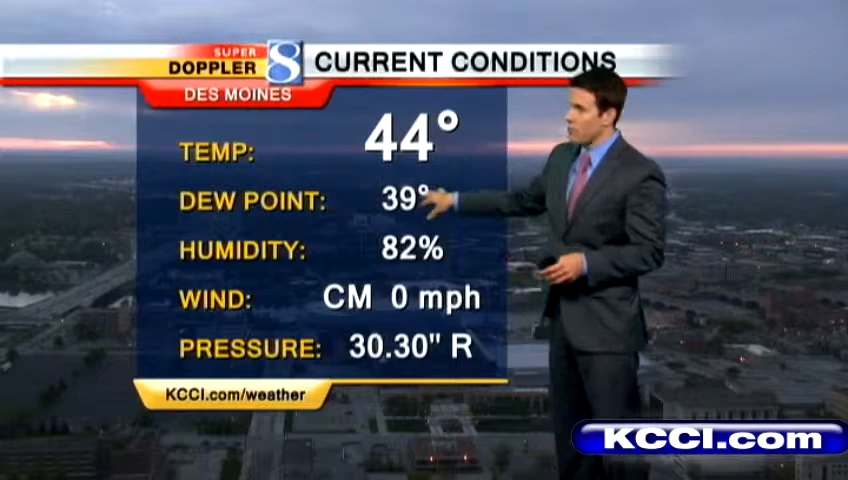 SUPER
DOPPLER 8 CURRENT CONDITIONS
DES MOINES
TEMP: 44°
DEW POINT: 39°
HUMIDITY: 82%
WIND: CM 0 mph
PRESSURE: 30.30" R
KCCI.com/weather
KCCI.com